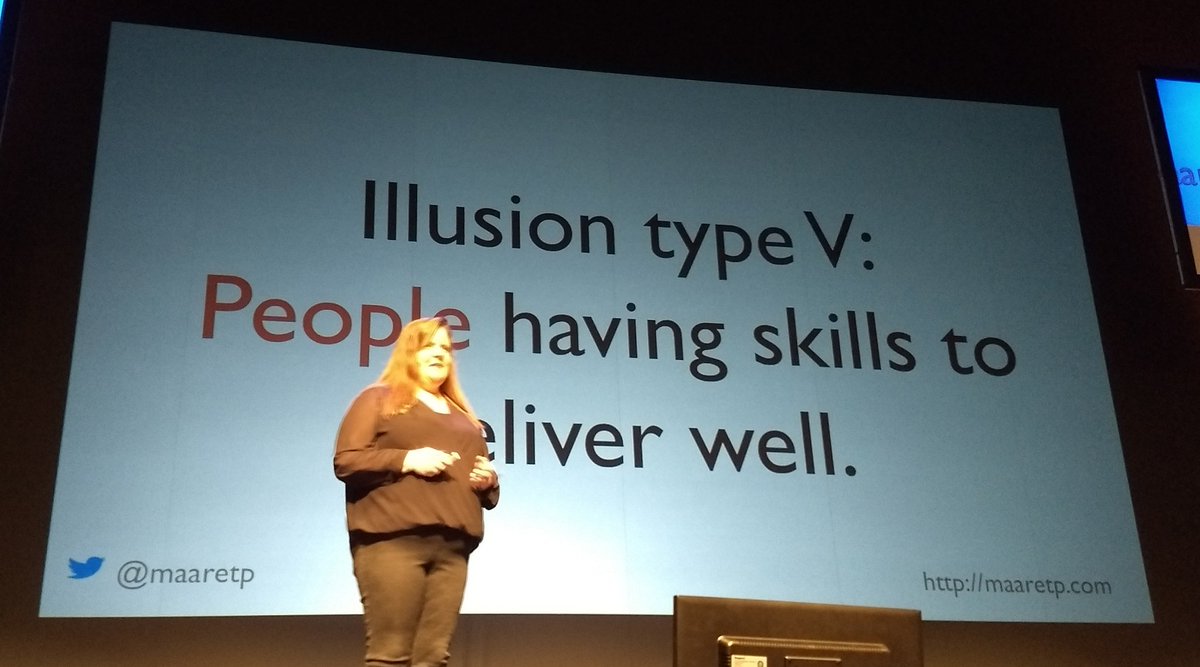 Illusion type V:
People having skills to
eliver well.
@maaretp
http://maaretp.com